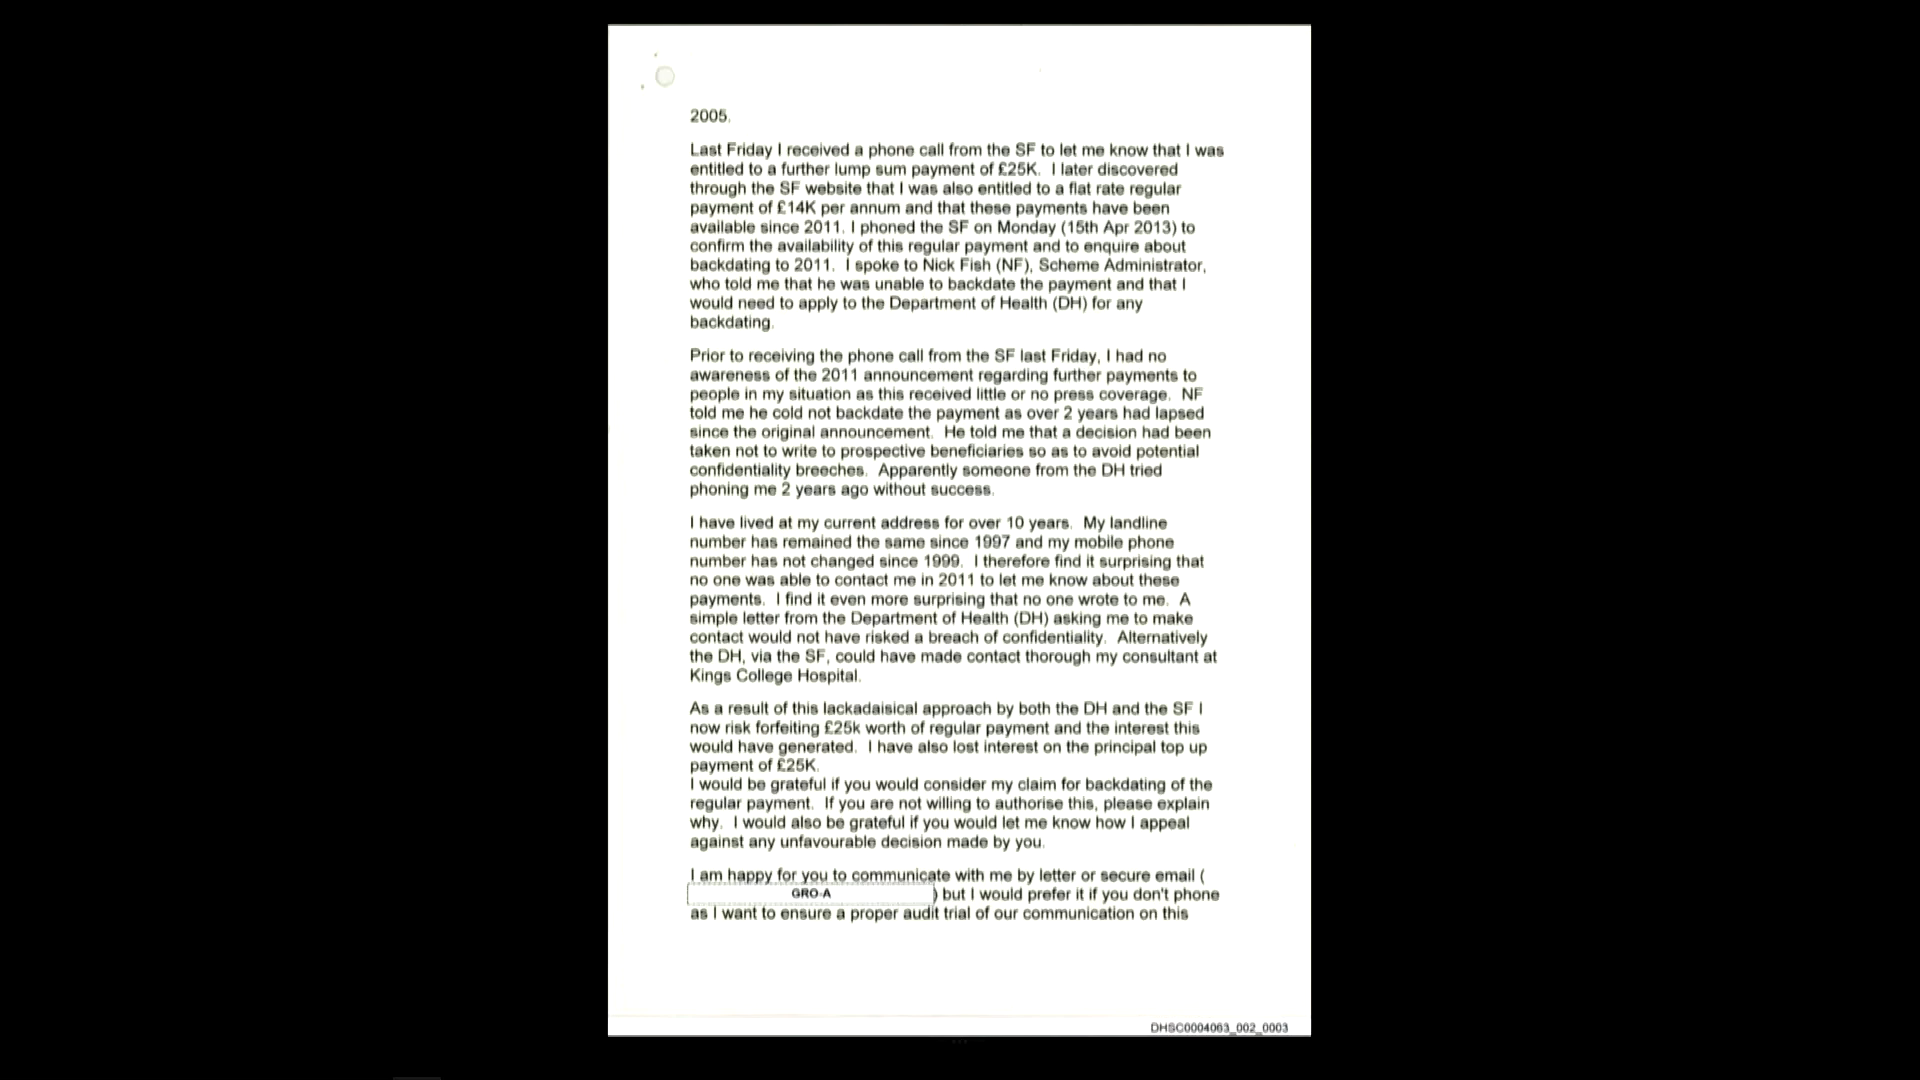 2005.
Last Friday I received a phone call from the SF to let me know that I was
entitled to a further lump sum payment of £25K.  I later discovered
through the SF website that I was also entitled to a flat rate regular
payment of £14K per annum and that these payments have been
available since 2011. I phoned the SF on Monday (15th Apr 2013) to
confirm the availability of this regular payment and to enquire about
backdating to 2011.  I spoke to Nick Fish (NF), Scheme Administrator,
who told me that he was unable to backdate the payment and that I
would need to apply to the Department of Health (DH) for any
backdating.
Prior to receiving the phone call from the SF last Friday, I had no
awareness of the 2011 announcement regarding further payments to
people in my situation as this received little or no press coverage.  NF
told me he cold not backdate the payment as over 2 years had lapsed
since the original announcement.  He told me that a decision had been
taken not to write to prospective beneficiaries so as to avoid potential
confidentiality breeches.  Apparently someone from the DH tried
phoning me 2 years ago without success.
I have lived at my current address for over 10 years.  My landline
number has remained the same since 1997 and my mobile phone
number has not changed since 1999.  I therefore find it surprising that
no one was able to contact me in 2011 to let me know about these
payments.  I find it even more surprising that no one wrote to me.  A
simple letter from the Department of Health (DH) asking me to make
contact would not have risked a breach of confidentiality.  Alternatively
the DH, via the SF, could have made contact thorough my consultant at
Kings College Hospital.
As a result of this lackadaisical approach by both the DH and the SF I
now risk forfeiting £25k worth of regular payment and the interest this
would have generated.  I have also lost interest on the principal top up
payment of £25K.
I would be grateful if you would consider my claim for backdating of the
regular payment.  If you are not willing to authorise this, please explain
why.  I would also be grateful if you would let me know how I appeal
against any unfavourable decision made by you.
I am happy for you to communicate with me by letter or secure email (
GRO-A ) but I would prefer it if you don't phone
as I want to ensure a proper audit trial of our communication on this
DHSC0004063_002_0003